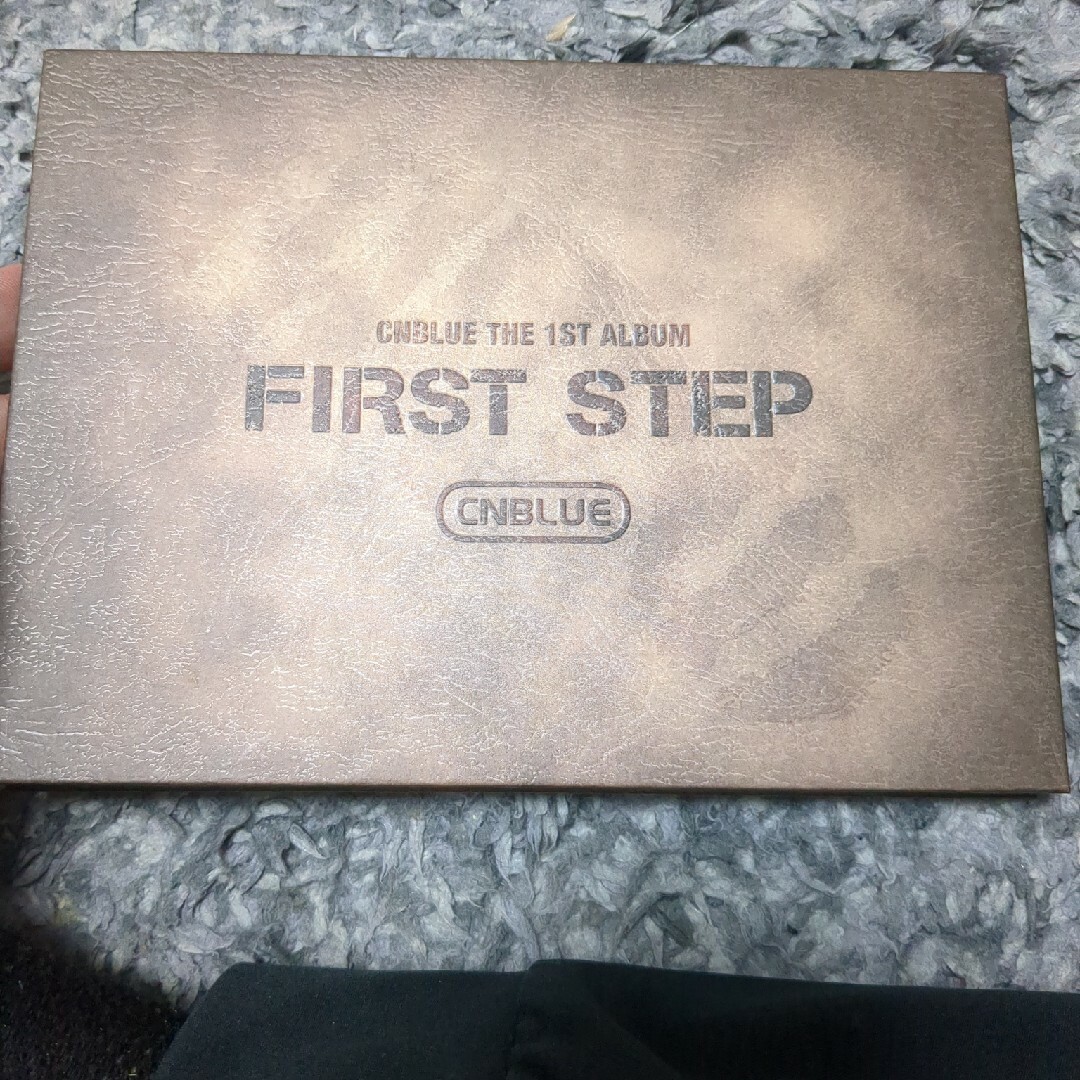 CNBLUE THE 1ST ALBUM
FIRST STEP
CNBLUE